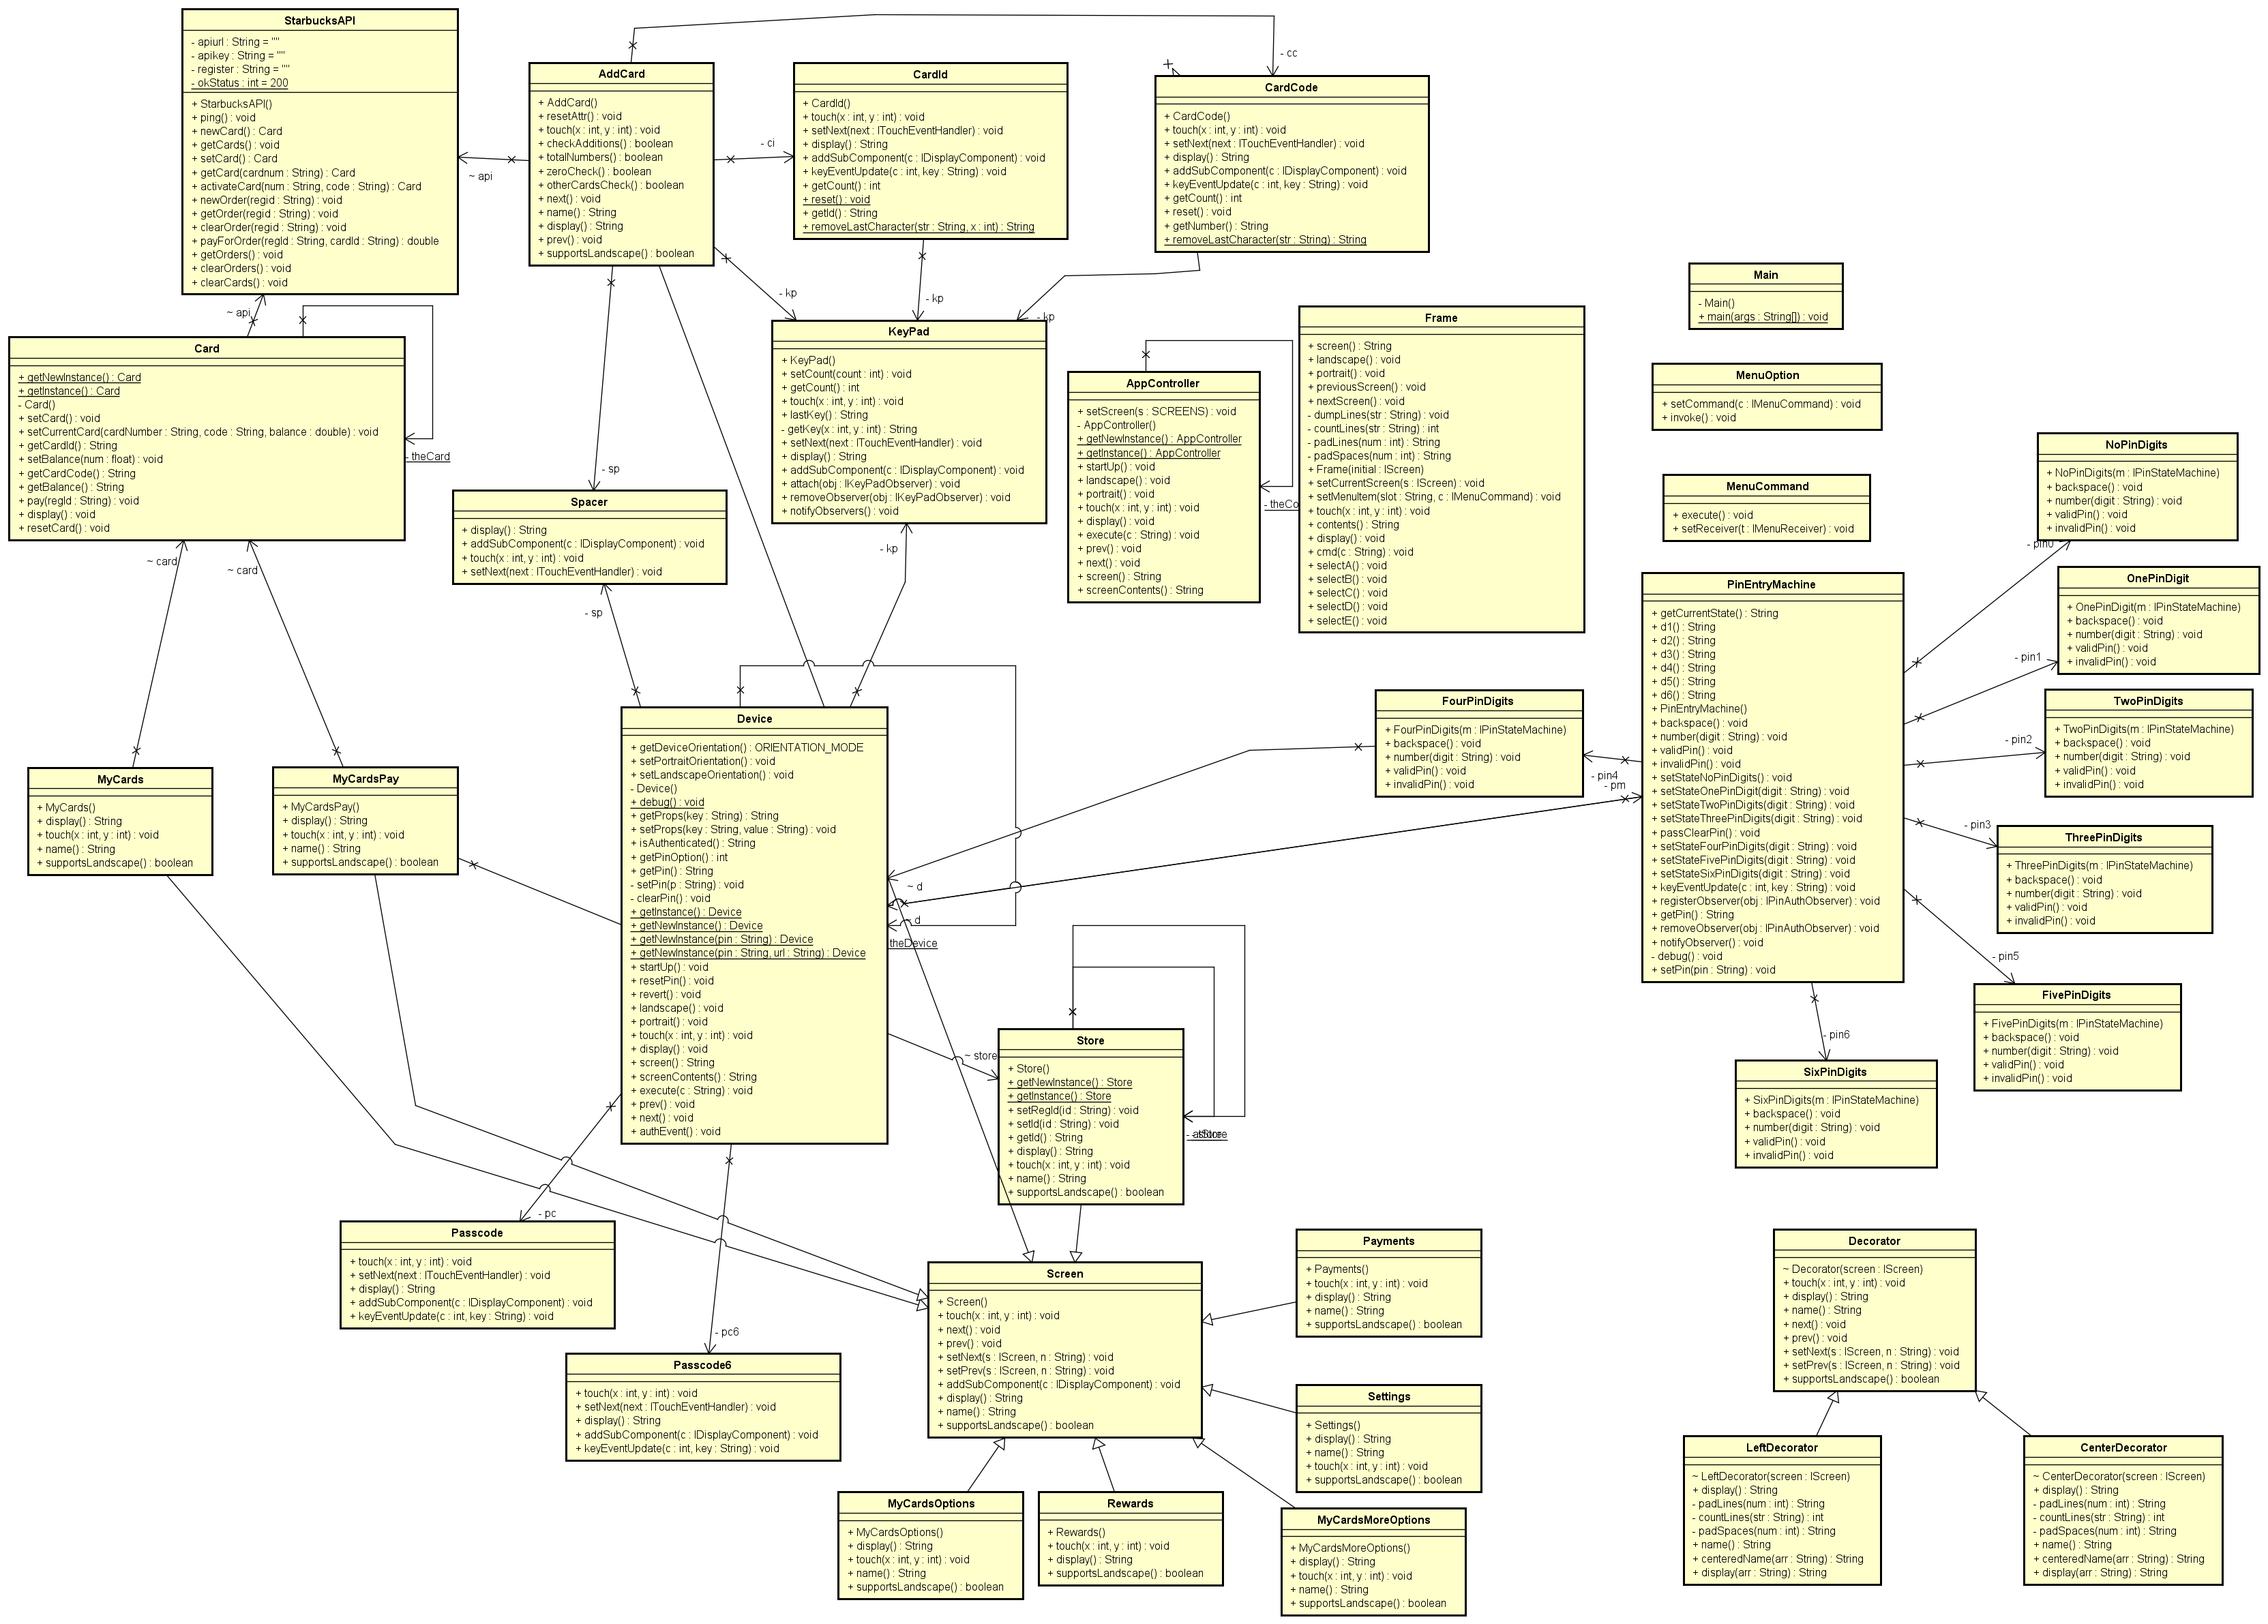 StarbucksAPI
- apiurl : String = ""
- apikey : String = ""
- register : String = ""
- okStatus : int = 200
+ StarbucksAPI()
+ ping() : void
+ newCard() : Card
+ getCards() : void
+ setCard() : Card
+ getCard(cardnum : String) : Card
+ activateCard(num : String, code : String) : Card
+ newOrder(regid : String) : void
+ getOrder(regid : String) : void
+ clearOrder(regid : String) : void
+ payForOrder(regId : String, cardId : String) : double
+ getOrders() : void
+ clearOrders() : void
+ clearCards() : void
AddCard
+ AddCard()
+ resetAttr() : void
+ touch(x : int, y : int) : void
+ checkAdditions() : boolean
+ totalNumbers() : boolean
+ zeroCheck() : boolean
+ otherCardsCheck() : boolean
+ next() : void
+ name() : String
+ display() : String
+ prev() : void
+ supportsLandscape() : boolean
~ api
- ci
- cc
CardId
+ CardId()
+ touch(x : int, y : int) : void
+ setNext(next : ITouchEventHandler) : void
+ display() : String
+ addSubComponent(c : IDisplayComponent) : void
+ keyEventUpdate(c : int, key : String) : void
+ getCount() : int
+ reset() : void
+ getId() : String
+ removeLastCharacter(str : String, x : int) : String
CardCode
+ CardCode()
+ touch(x : int, y : int) : void
+ setNext(next : ITouchEventHandler) : void
+ display() : String
+ addSubComponent(c : IDisplayComponent) : void
+ keyEventUpdate(c : int, key : String) : void
+ getCount() : int
+ reset() : void
+ getNumber() : String
+ removeLastCharacter(str : String) : String
- kp
- kp
- kp
~ api
Card
+ getNewInstance() : Card
+ getInstance() : Card
- Card()
+ setCard() : void
+ setCurrentCard(cardNumber : String, code : String, balance : double) : void
+ getCardId() : String
+ setBalance(num : float) : void
+ getCardCode() : String
+ getBalance() : String
+ pay(regId : String) : void
+ display() : void
+ resetCard() : void
- theCard
KeyPad
+ KeyPad()
+ setCount(count : int) : void
+ getCount() : int
+ touch(x : int, y : int) : void
+ lastKey() : String
- getKey(x : int, y : int) : String
+ setNext(next : ITouchEventHandler) : void
+ display() : String
+ addSubComponent(c : IDisplayComponent) : void
+ attach(obj : IKeyPadObserver) : void
+ removeObserver(obj : IKeyPadObserver) : void
+ notifyObservers() : void
AppController
+ setScreen(s : SCREENS) : void
- AppController()
+ getNewInstance() : AppController
+ getInstance() : AppController
+ startUp() : void
+ landscape() : void
+ portrait() : void
+ touch(x : int, y : int) : void
+ display() : void
+ execute(c : String) : void
+ prev() : void
+ next() : void
+ screen() : String
+ screenContents() : String
- theCo
Frame
+ screen() : String
+ landscape() : void
+ portrait() : void
+ previousScreen() : void
+ nextScreen() : void
- dumpLines(str : String) : void
- countLines(str : String) : int
- padLines(num : int) : String
- padSpaces(num : int) : String
+ Frame(initial : IScreen)
+ setCurrentScreen(s : IScreen) : void
+ setMenuItem(slot : String, c : IMenuCommand) : void
+ touch(x : int, y : int) : void
+ contents() : String
+ display() : void
+ cmd(c : String) : void
+ selectA() : void
+ selectB() : void
+ selectC() : void
+ selectD() : void
+ selectE() : void
Main
- Main()
+ main(args : String[]) : void
MenuOption
+ setCommand(c : IMenuCommand) : void
+ invoke() : void
MenuCommand
+ execute() : void
+ setReceiver(t : IMenuReceiver) : void
NoPinDigits
+ NoPinDigits(m : IPinStateMachine)
+ backspace() : void
+ number(digit : String) : void
+ validPin() : void
+ invalidPin() : void
- pin0
OnePinDigit
+ OnePinDigit(m : IPinStateMachine)
+ backspace() : void
+ number(digit : String) : void
+ validPin() : void
+ invalidPin() : void
- pin1
TwoPinDigits
+ TwoPinDigits(m : IPinStateMachine)
+ backspace() : void
+ number(digit : String) : void
+ validPin() : void
+ invalidPin() : void
- pin2
ThreePinDigits
+ ThreePinDigits(m : IPinStateMachine)
+ backspace() : void
+ number(digit : String) : void
+ validPin() : void
+ invalidPin() : void
- pin3
FivePinDigits
+ FivePinDigits(m : IPinStateMachine)
+ backspace() : void
+ number(digit : String) : void
+ validPin() : void
+ invalidPin() : void
- pin5
SixPinDigits
+ SixPinDigits(m : IPinStateMachine)
+ backspace() : void
+ number(digit : String) : void
+ validPin() : void
+ invalidPin() : void
- pin6
PinEntryMachine
+ getCurrentState() : String
+ d1() : String
+ d2() : String
+ d3() : String
+ d4() : String
+ d5() : String
+ d6() : String
+ PinEntryMachine()
+ backspace() : void
+ number(digit : String) : void
+ validPin() : void
+ invalidPin() : void
+ setStateNoPinDigits() : void
+ setStateOnePinDigit(digit : String) : void
+ setStateTwoPinDigits(digit : String) : void
+ setStateThreePinDigits(digit : String) : void
+ passClearPin() : void
+ setStateFourPinDigits(digit : String) : void
+ setStateFivePinDigits(digit : String) : void
+ setStateSixPinDigits(digit : String) : void
+ keyEventUpdate(c : int, key : String) : void
+ registerObserver(obj : IPinAuthObserver) : void
+ getPin() : String
+ removeObserver(obj : IPinAuthObserver) : void
+ notifyObserver() : void
- debug() : void
+ setPin(pin : String) : void
FourPinDigits
+ FourPinDigits(m : IPinStateMachine)
+ backspace() : void
+ number(digit : String) : void
+ validPin() : void
+ invalidPin() : void
- pin4
- pm
- sp
Spacer
+ display() : String
+ addSubComponent(c : IDisplayComponent) : void
+ touch(x : int, y : int) : void
+ setNext(next : ITouchEventHandler) : void
- sp
- kp
~ card
~ card
MyCards
+ MyCards()
+ display() : String
+ touch(x : int, y : int) : void
+ name() : String
+ supportsLandscape() : boolean
MyCardsPay
+ MyCardsPay()
+ display() : String
+ touch(x : int, y : int) : void
+ name() : String
+ supportsLandscape() : boolean
Device
+ getDeviceOrientation() : ORIENTATION_MODE
+ setPortraitOrientation() : void
+ setLandscapeOrientation() : void
- Device()
+ debug() : void
+ getProps(key : String) : String
+ setProps(key : String, value : String) : void
+ isAuthenticated() : String
+ getPinOption() : int
+ getPin() : String
- setPin(p : String) : void
- clearPin() : void
+ getInstance() : Device
+ getNewInstance() : Device
+ getNewInstance(pin : String) : Device
+ getNewInstance(pin : String, url : String) : Device
+ startUp() : void
+ resetPin() : void
+ revert() : void
+ landscape() : void
+ portrait() : void
+ touch(x : int, y : int) : void
+ display() : void
+ screen() : String
+ screenContents() : String
+ execute(c : String) : void
+ prev() : void
+ next() : void
+ authEvent() : void
~ d
~ d
theDevice
~ store
Store
+ Store()
+ getNewInstance() : Store
+ getInstance() : Store
+ setRegId(id : String) : void
+ setId(id : String) : void
+ getId() : String
+ display() : String
+ touch(x : int, y : int) : void
+ name() : String
+ supportsLandscape() : boolean
- pc
Passcode
+ touch(x : int, y : int) : void
+ setNext(next : ITouchEventHandler) : void
+ display() : String
+ addSubComponent(c : IDisplayComponent) : void
+ keyEventUpdate(c : int, key : String) : void
- pc6
Passcode6
+ touch(x : int, y : int) : void
+ setNext(next : ITouchEventHandler) : void
+ display() : String
+ addSubComponent(c : IDisplayComponent) : void
+ keyEventUpdate(c : int, key : String) : void
Screen
+ Screen()
+ touch(x : int, y : int) : void
+ next() : void
+ prev() : void
+ setNext(s : IScreen, n : String) : void
+ setPrev(s : IScreen, n : String) : void
+ addSubComponent(c : IDisplayComponent) : void
+ display() : String
+ name() : String
+ supportsLandscape() : boolean
Payments
+ Payments()
+ touch(x : int, y : int) : void
+ display() : String
+ name() : String
+ supportsLandscape() : boolean
Settings
+ Settings()
+ display() : String
+ name() : String
+ touch(x : int, y : int) : void
+ supportsLandscape() : boolean
MyCardsOptions
+ MyCardsOptions()
+ display() : String
+ touch(x : int, y : int) : void
+ name() : String
+ supportsLandscape() : boolean
Rewards
+ Rewards()
+ touch(x : int, y : int) : void
+ display() : String
+ supportsLandscape() : boolean
MyCardsMoreOptions
+ MyCardsMoreOptions()
+ display() : String
+ touch(x : int, y : int) : void
+ name() : String
+ supportsLandscape() : boolean
Decorator
~ Decorator(screen : IScreen)
+ touch(x : int, y : int) : void
+ display() : String
+ name() : String
+ next() : void
+ prev() : void
+ setNext(s : IScreen, n : String) : void
+ setPrev(s : IScreen, n : String) : void
+ supportsLandscape() : boolean
LeftDecorator
~ LeftDecorator(screen : IScreen)
+ display() : String
- padLines(num : int) : String
- countLines(str : String) : int
- padSpaces(num : int) : String
+ name() : String
+ centeredName(arr : String) : String
+ display(arr : String) : String
CenterDecorator
~ CenterDecorator(screen : IScreen)
+ display() : String
- padLines(num : int) : String
- countLines(str : String) : int
- padSpaces(num : int) : String
+ name() : String
+ centeredName(arr : String) : String
+ display(arr : String) : String